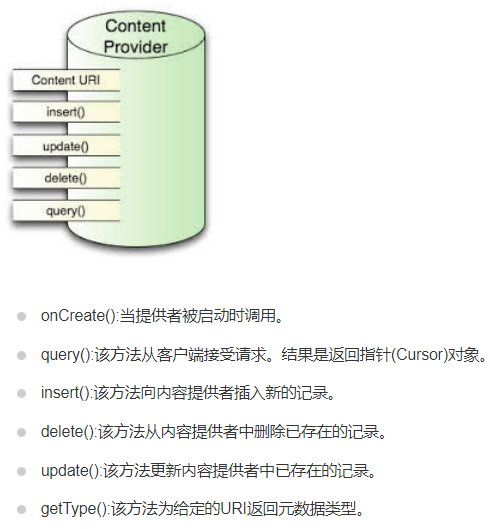 Content
Provider
Content URI
insert()
update()
delete()
query()
onCreate():当提供者被启动时调用。
query():该方法从客户端接受请求。结果是返回指针(Cursor)对象。
insert():该方法向内容提供者插入新的记录。
delete():该方法从内容提供者中删除已存在的记录。
update():该方法更新内容提供者中已存在的记录。
getType():该方法为给定的URI返回元数据类型。